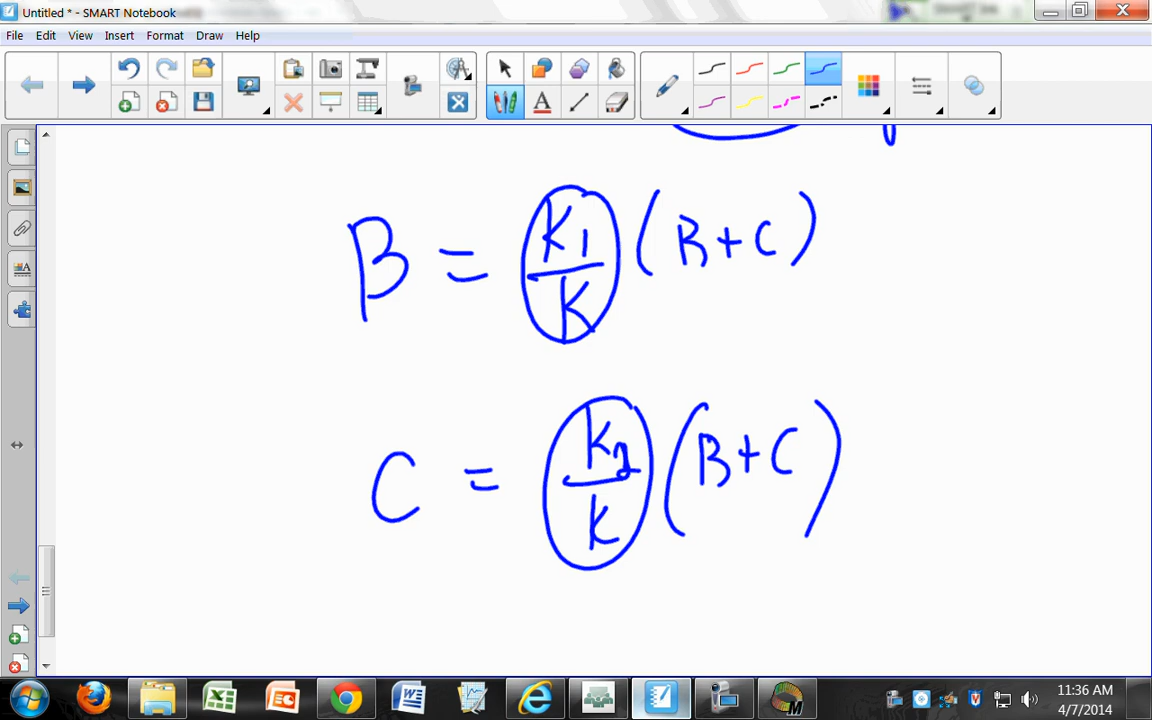 Untitled * - SMART Notebook
File Edit View Insert Format Draw Help
B = K1/K (B+C)
C = K2/K (B+C)
11:36 AM
4/7/2014